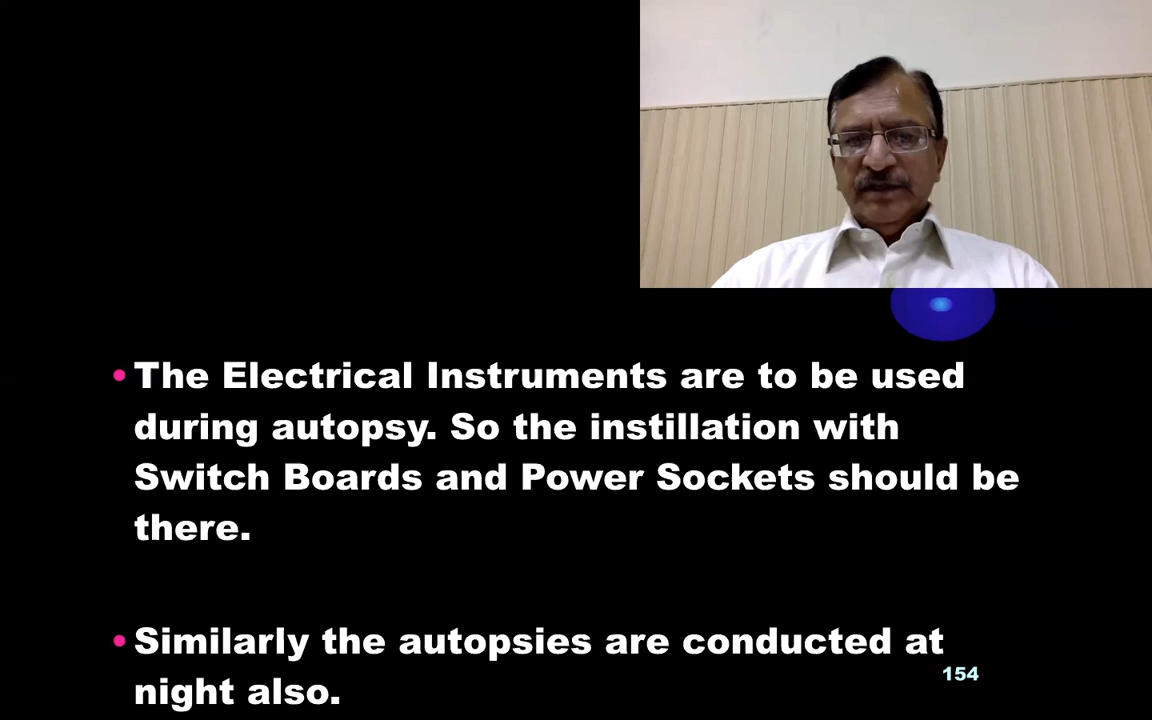 • The Electrical Instruments are to be used
during autopsy. So the instillation with
Switch Boards and Power Sockets should be
there.
• Similarly the autopsies are conducted at
night also.
154